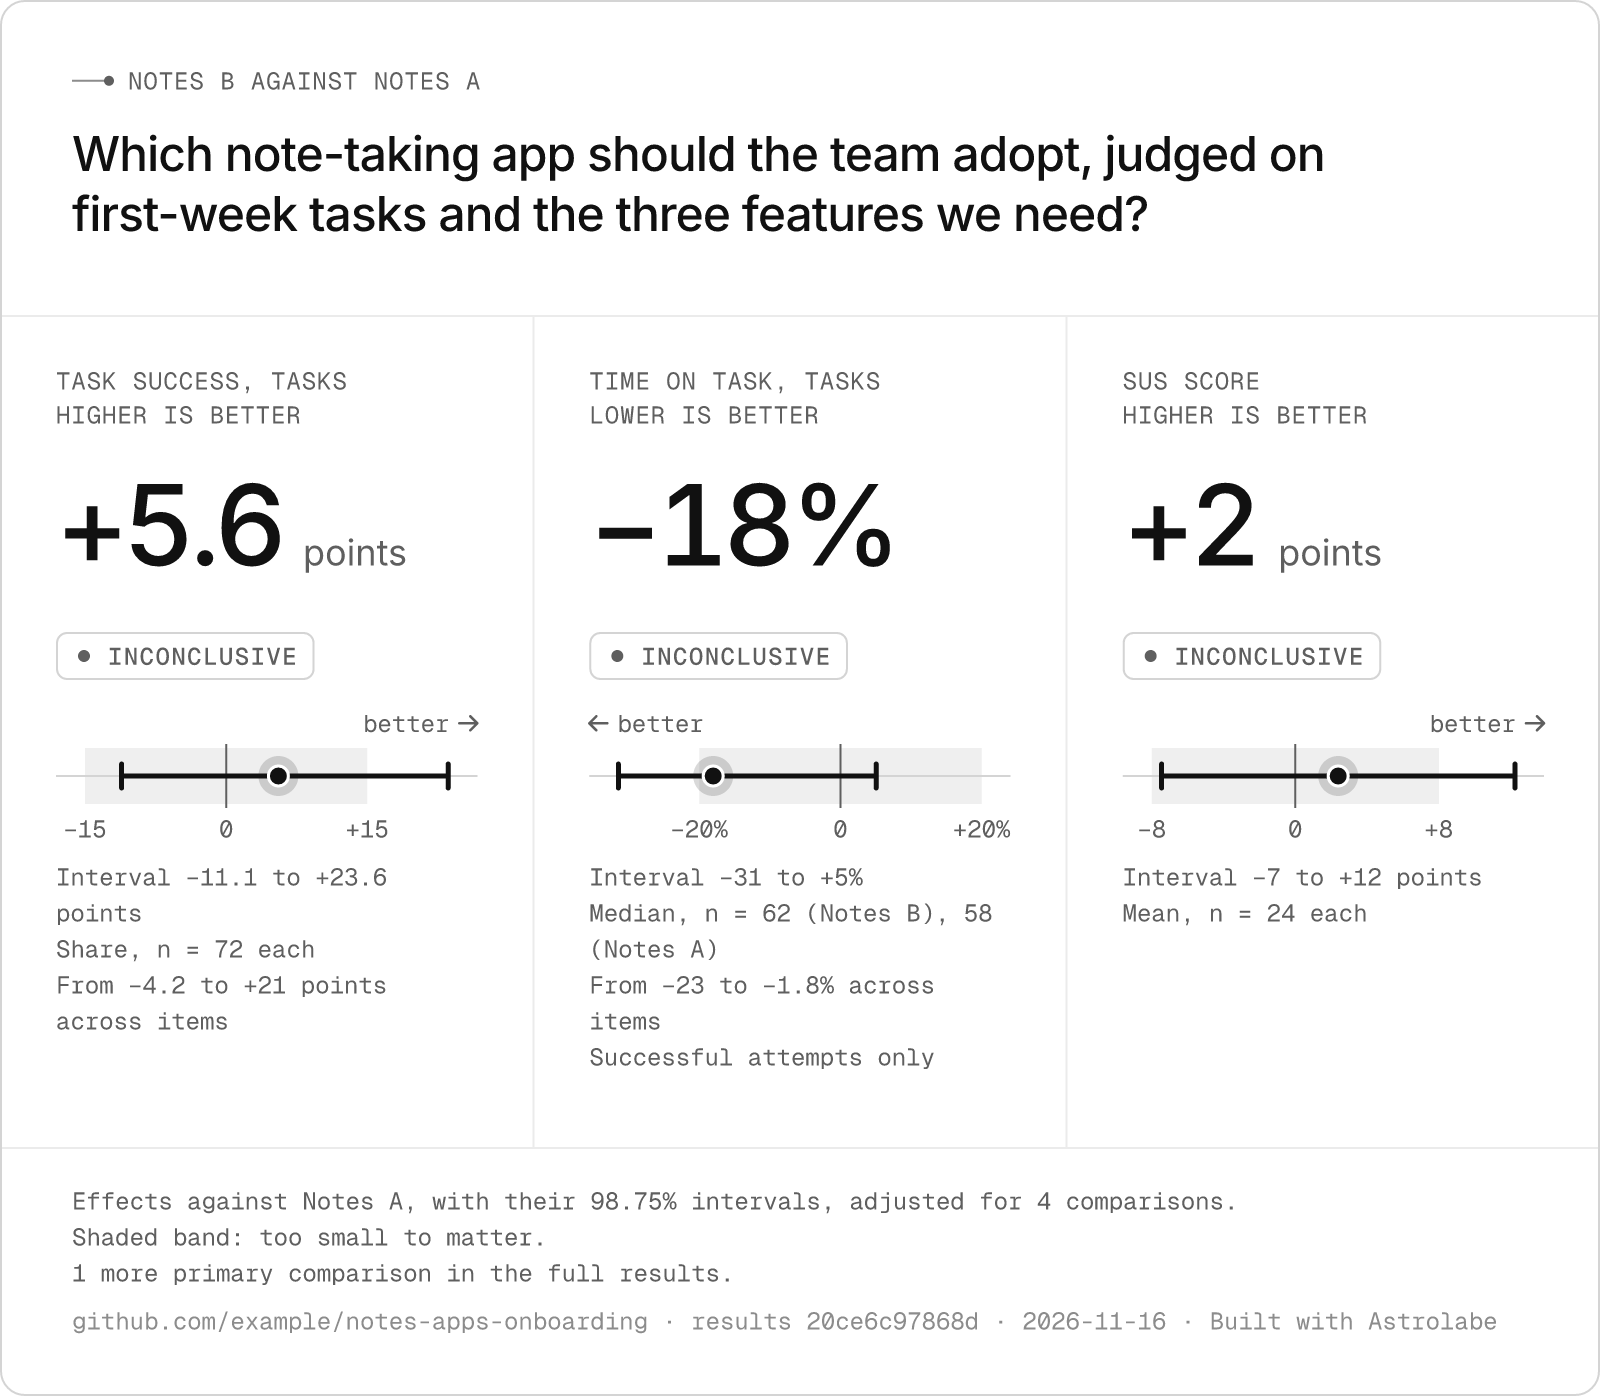 NOTES B AGAINST NOTES A
Which note-taking app should the team adopt, judged on
first-week tasks and the three features we need?
TASK SUCCESS, TASKS
HIGHER IS BETTER
+5.6 points
INCONCLUSIVE
better →
−15 0 +15
Interval −11.1 to +23.6
points
Share, n = 72 each
From −4.2 to +21 points
across items
TIME ON TASK, TASKS
LOWER IS BETTER
−18%
INCONCLUSIVE
← better
−20% 0 +20%
Interval −31 to +5%
Median, n = 62 (Notes B), 58
(Notes A)
From −23 to −1.8% across
items
Successful attempts only
SUS SCORE
HIGHER IS BETTER
+2 points
INCONCLUSIVE
better →
−8 0 +8
Interval −7 to +12 points
Mean, n = 24 each
Effects against Notes A, with their 98.75% intervals, adjusted for 4 comparisons.
Shaded band: too small to matter.
1 more primary comparison in the full results.
github.com/example/notes-apps-onboarding · results 20ce6c97868d · 2026-11-16 · Built with Astrolabe